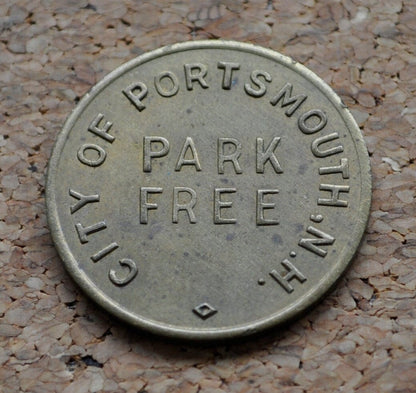 CITY OF PORTSMOUTH, N.H.
PARK
FREE